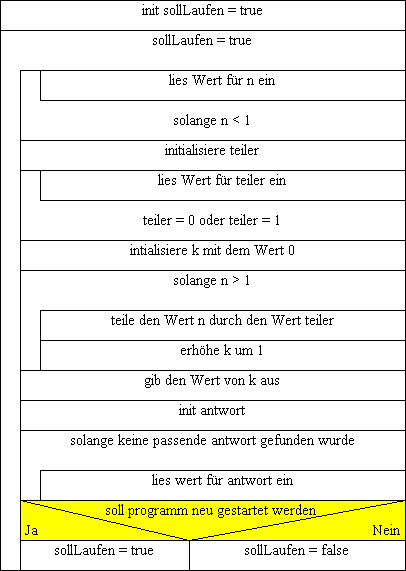 init sollLaufen = true
sollLaufen = true
lies Wert für n ein
solange n < 1
initialisiere teiler
lies Wert für teiler ein
teiler = 0 oder teiler = 1
intialisiere k mit dem Wert 0
solange n > 1
teile den Wert n durch den Wert teiler
erhöhe k um 1
gib den Wert von k aus
init antwort
solange keine passende antwort gefunden wurde
lies wert für antwort ein
soll programm neu gestartet werden
Ja Nein
sollLaufen = true sollLaufen = false